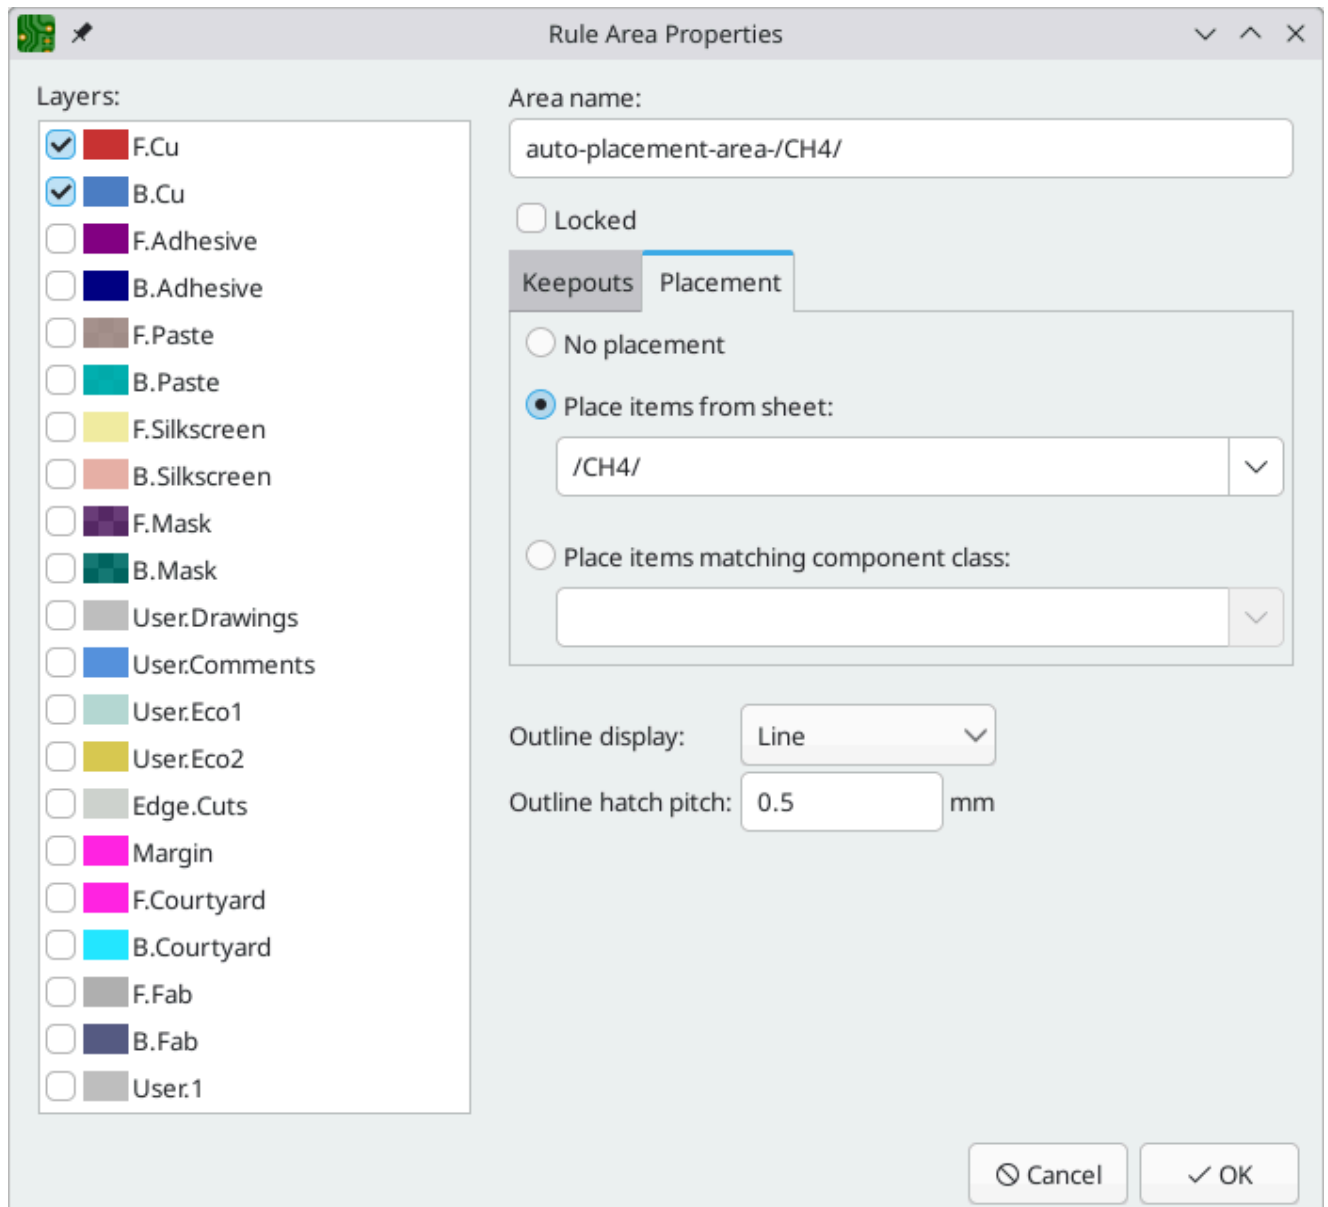 Rule Area Properties
Layers:
F.Cu
B.Cu
F.Adhesive
B.Adhesive
F.Paste
B.Paste
F.Silkscreen
B.Silkscreen
F.Mask
B.Mask
User.Drawings
User.Comments
User.Eco1
User.Eco2
Edge.Cuts
Margin
F.Courtyard
B.Courtyard
F.Fab
B.Fab
User.1
Area name:
auto-placement-area-/CH4/
Locked
Keepouts Placement
No placement
Place items from sheet:
/CH4/
Place items matching component class:
Outline display: Line
Outline hatch pitch: 0.5 mm
Cancel OK